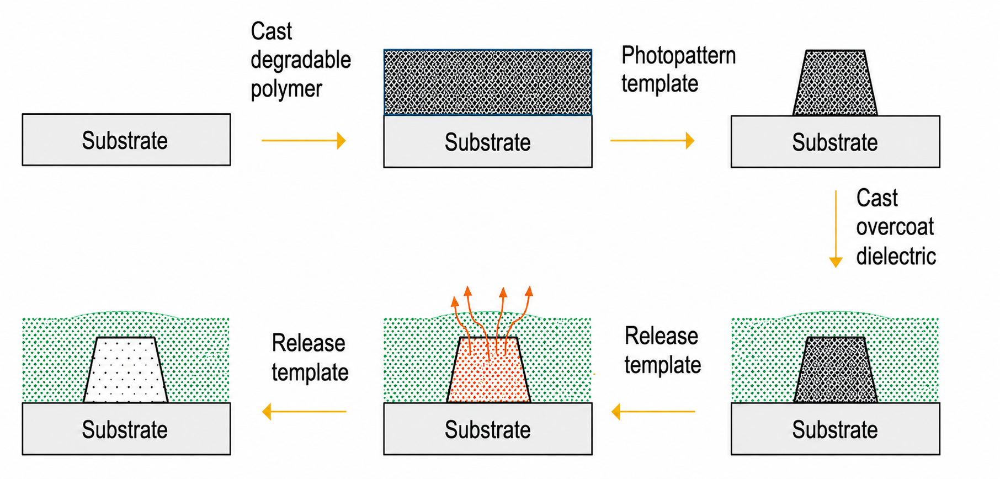 Cast
degradable
polymer
Photopattern
template
Substrate
Substrate
Substrate
Cast
overcoat
dielectric
Release
template
Release
template
Substrate
Substrate
Substrate